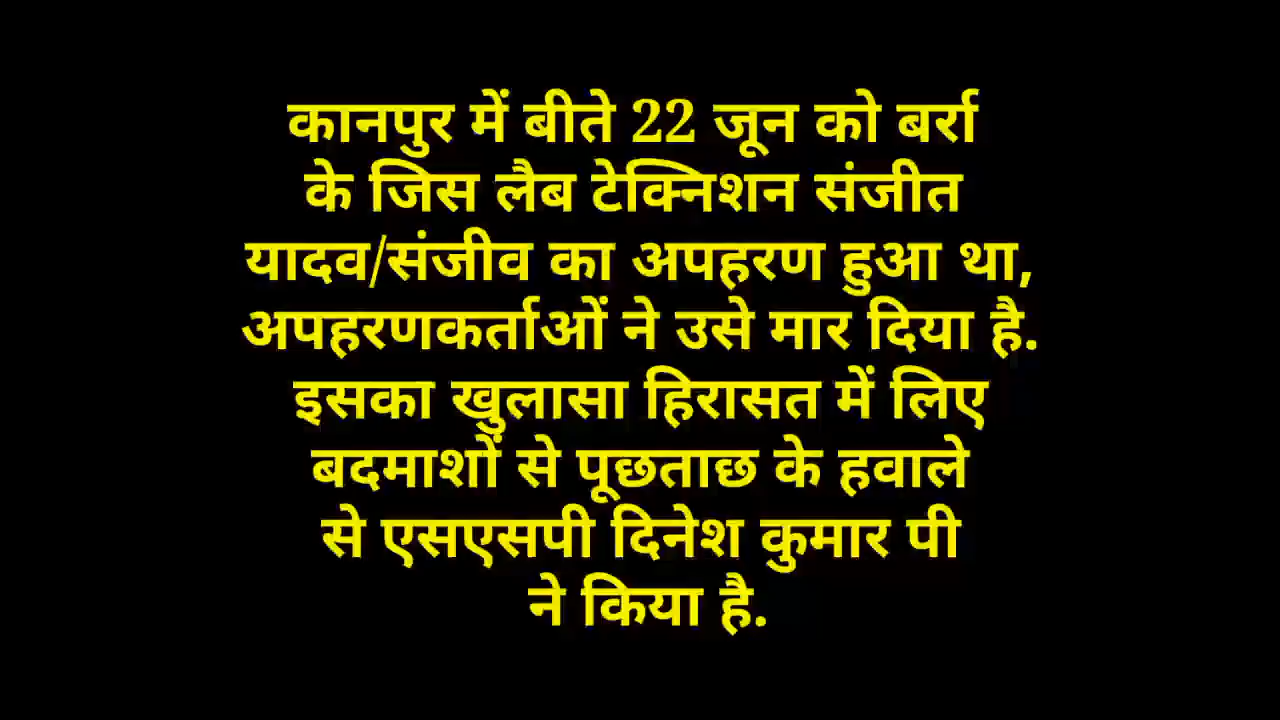 कानपुर में बीते 22 जून को बर्रा
के जिस लैब टेक्निशन संजीत
यादव/संजीव का अपहरण हुआ था,
अपहरणकर्ताओं ने उसे मार दिया है.
इसका खुलासा हिरासत में लिए
बदमाशों से पूछताछ के हवाले
से एसएसपी दिनेश कुमार पी
ने किया है.